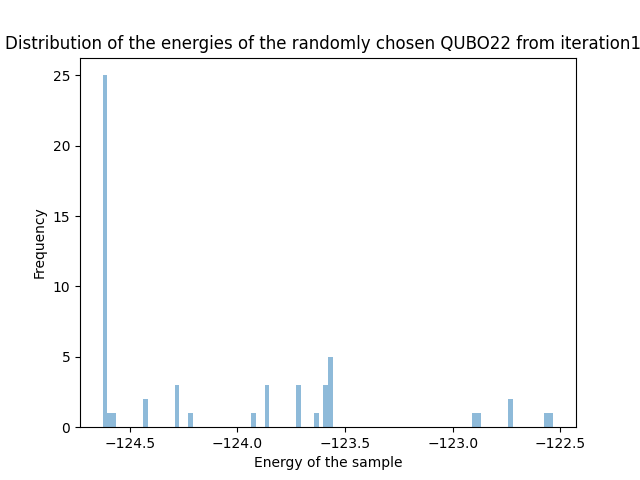 Distribution of the energies of the randomly chosen QUBO22 from iteration1
25
20
15
10
5
0
Frequency
−124.5 −124.0 −123.5 −123.0 −122.5
Energy of the sample